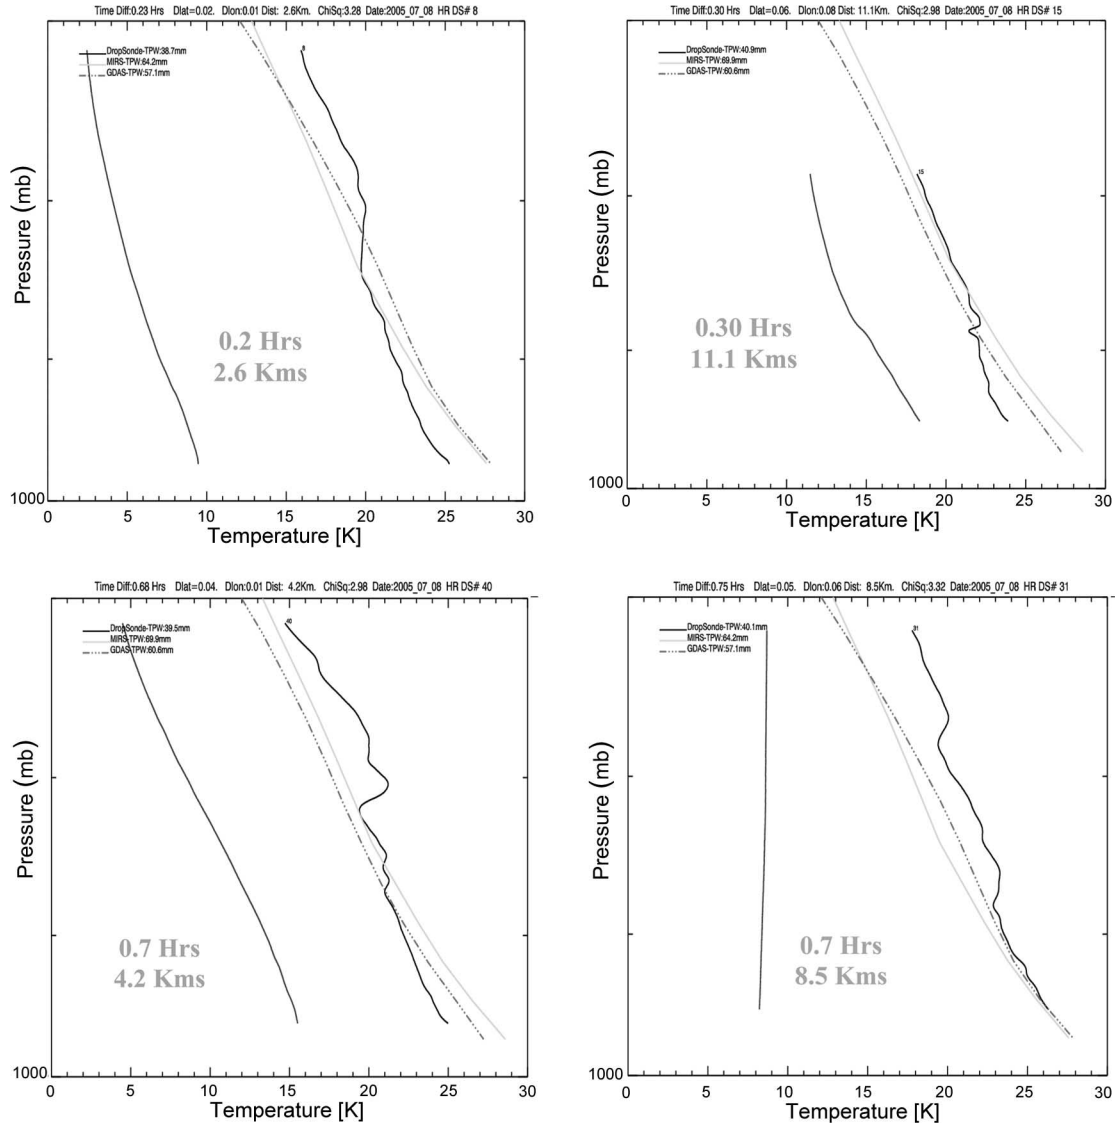 Time Diff:0.23 Hrs Dlat=0.02. Dlon:0.01 Dist: 2.6Km. ChiSq:3.28 Date:2005_07_08 HR DS# 8
8
DropSonde-TPW:38.7mm
MIRS-TPW:64.2mm
GDAS-TPW:57.1mm
Pressure (mb)
0.2 Hrs
2.6 Kms
1000
0 5 10 15 20 25 30
Temperature [K]
Time Diff:0.30 Hrs Dlat=0.06. Dlon:0.08 Dist: 11.1Km. ChiSq:2.98 Date:2005_07_08 HR DS# 15
DropSonde-TPW:40.9mm
MIRS-TPW:69.9mm
GDAS-TPW:60.6mm
15
Pressure (mb)
0.30 Hrs
11.1 Kms
1000
0 5 10 15 20 25 30
Temperature [K]
Time Diff:0.68 Hrs Dlat=0.04. Dlon:0.01 Dist: 4.2Km. ChiSq:2.98 Date:2005_07_08 HR DS# 40
40
DropSonde-TPW:39.5mm
MIRS-TPW:69.9mm
GDAS-TPW:60.6mm
Pressure (mb)
0.7 Hrs
4.2 Kms
1000
0 5 10 15 20 25 30
Temperature [K]
Time Diff:0.75 Hrs Dlat=0.05. Dlon:0.06 Dist: 8.5Km. ChiSq:3.32 Date:2005_07_08 HR DS# 31
31
DropSonde-TPW:40.1mm
MIRS-TPW:64.2mm
GDAS-TPW:57.1mm
Pressure (mb)
0.7 Hrs
8.5 Kms
1000
0 5 10 15 20 25 30
Temperature [K]